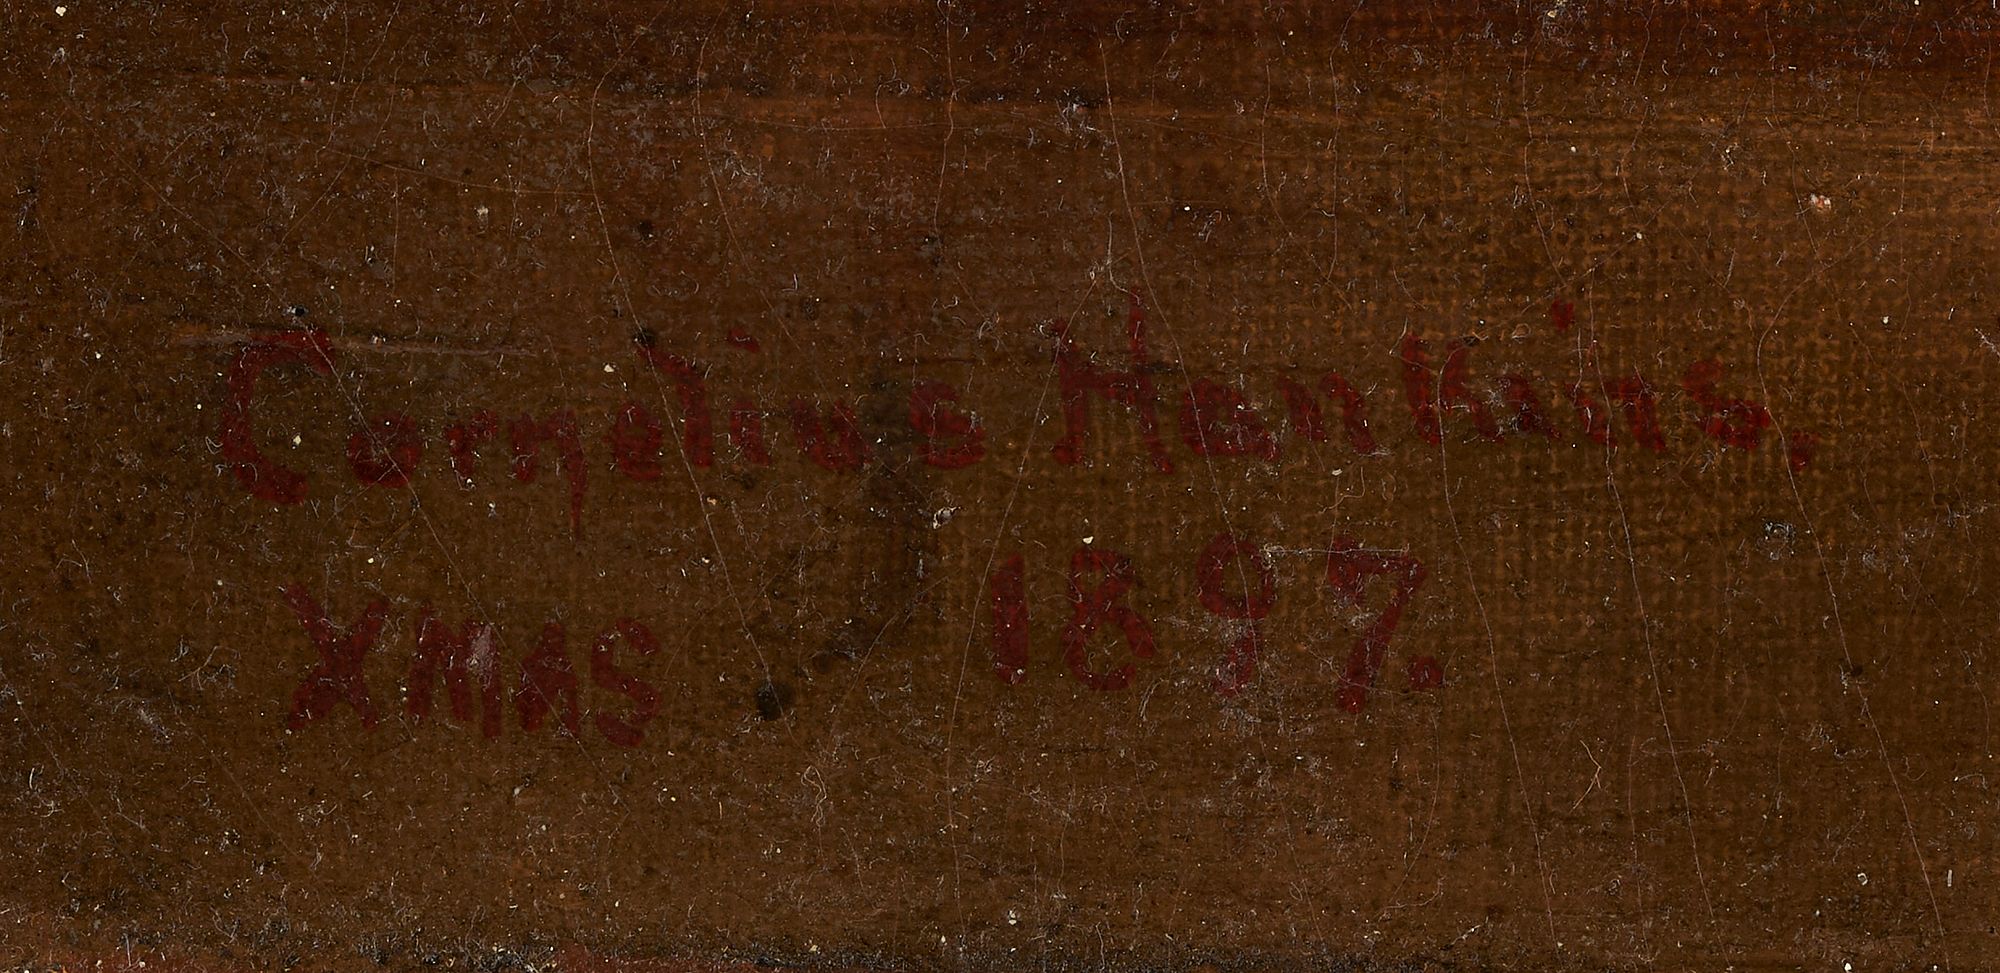 Cornelius Hankins.
XMAS 1897.